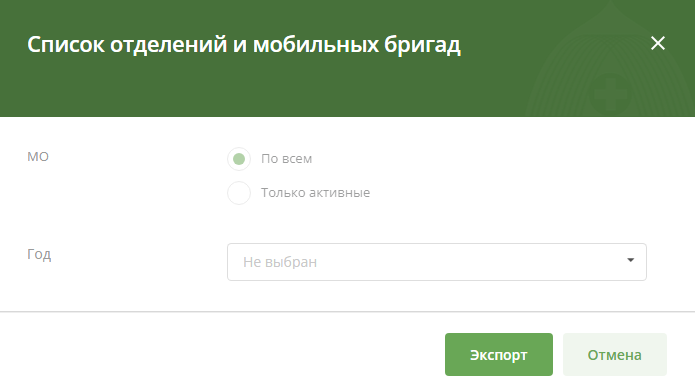 Список отделений и мобильных бригад
МО
По всем
Только активные
Год
Не выбран
Экспорт
Отмена